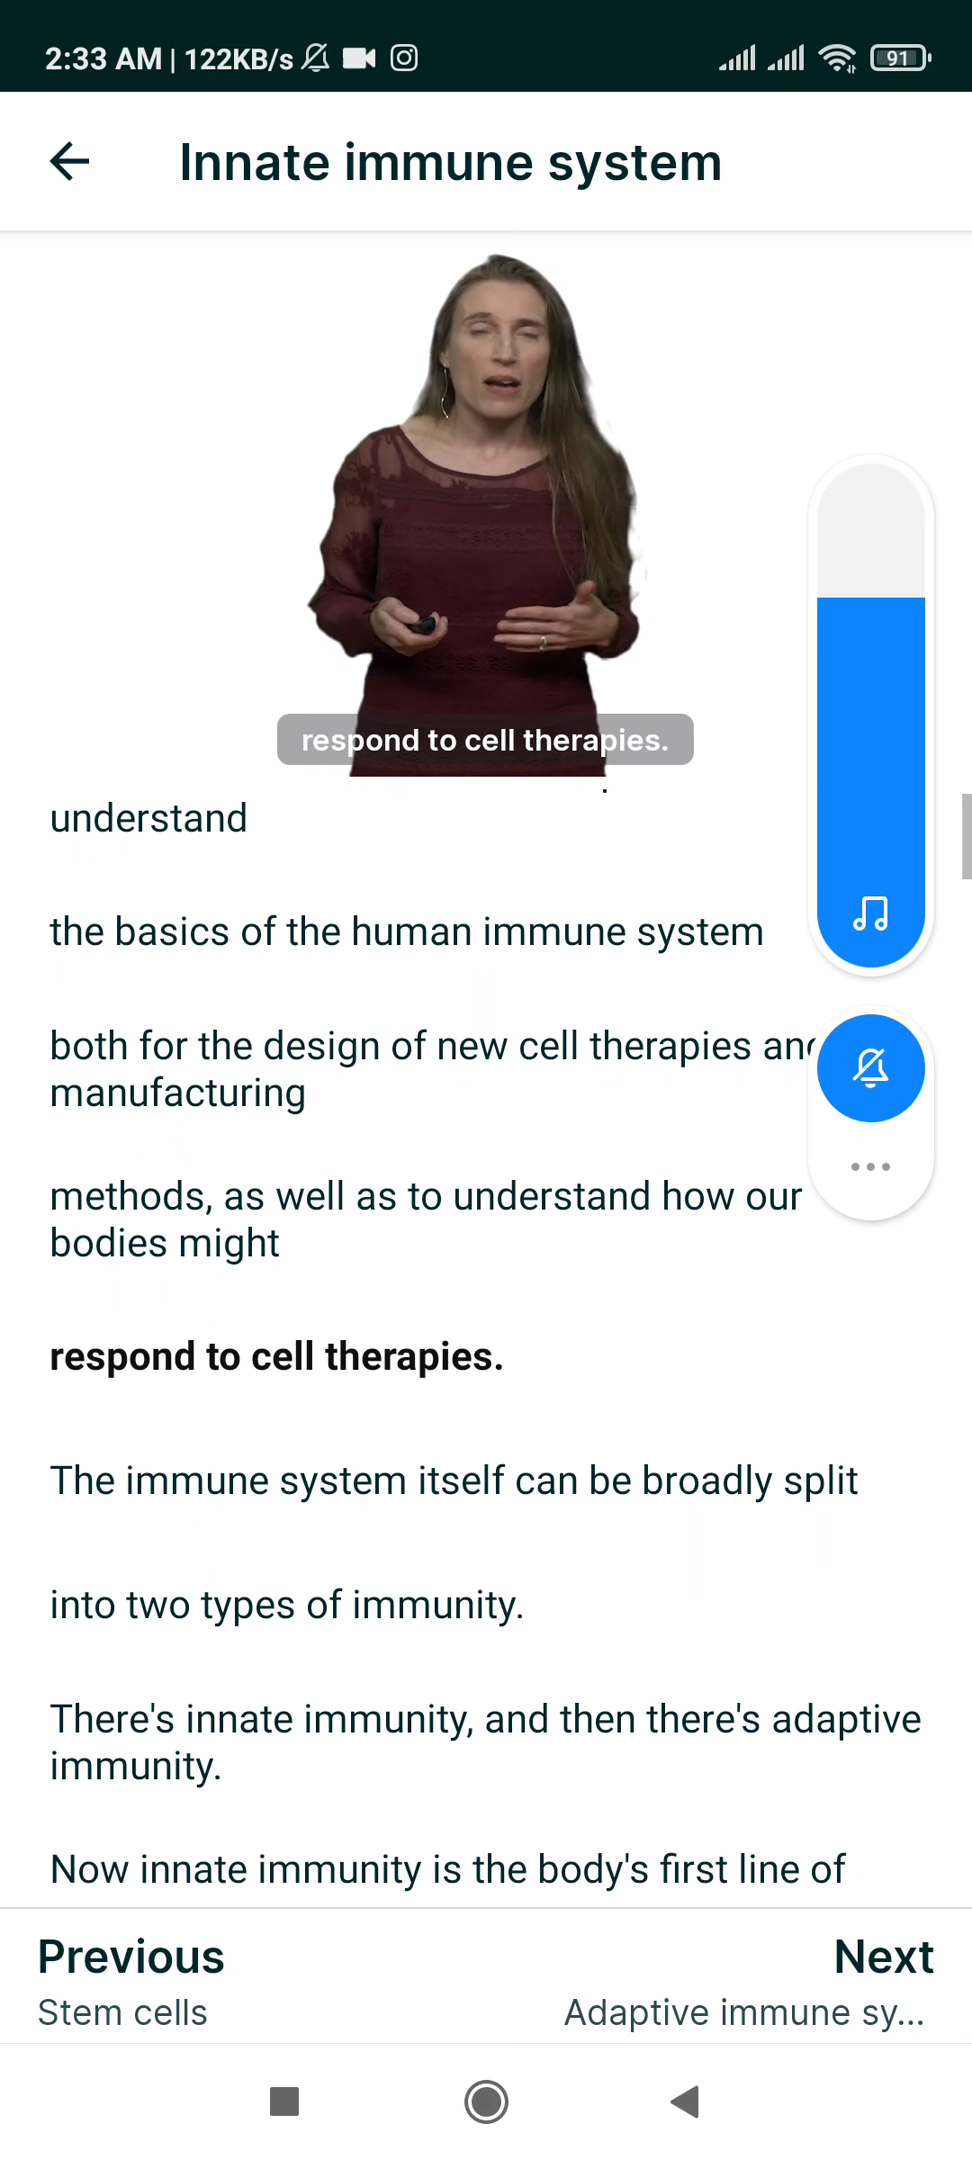 2:33 AM | 122KB/s
91
Innate immune system
respond to cell therapies.
understand
the basics of the human immune system
both for the design of new cell therapies and
manufacturing
methods, as well as to understand how our
bodies might
respond to cell therapies.
The immune system itself can be broadly split
into two types of immunity.
There's innate immunity, and then there's adaptive
immunity.
Now innate immunity is the body's first line of
Previous
Next
Stem cells
Adaptive immune sy...